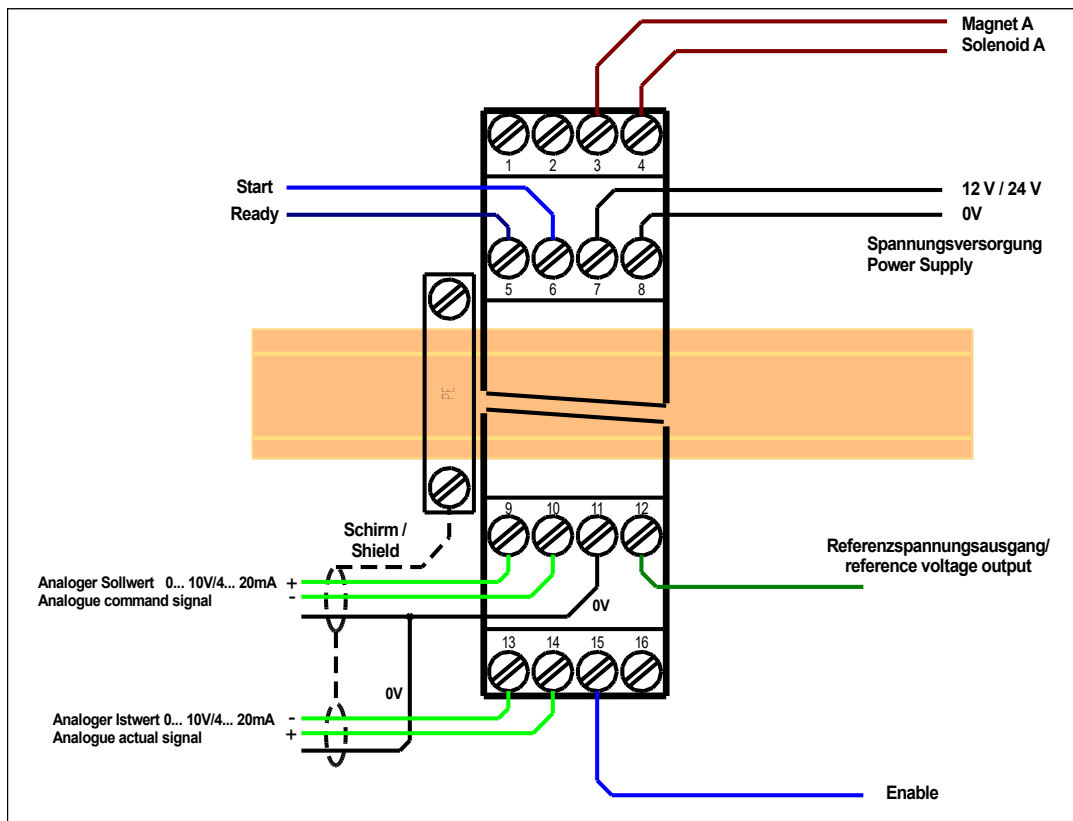 Magnet A
Solenoid A
1 2 3 4
Start
Ready
12 V / 24 V
0V
Spannungsversorgung
Power Supply
5 6 7 8
PE
9 10 11 12
Schirm /
Shield
Referenzspannungsausgang/
reference voltage output
Analoger Sollwert 0... 10V/4... 20mA +
Analogue command signal -
0V
13 14 15 16
0V
Analoger Istwert 0... 10V/4... 20mA -
Analogue actual signal +
Enable